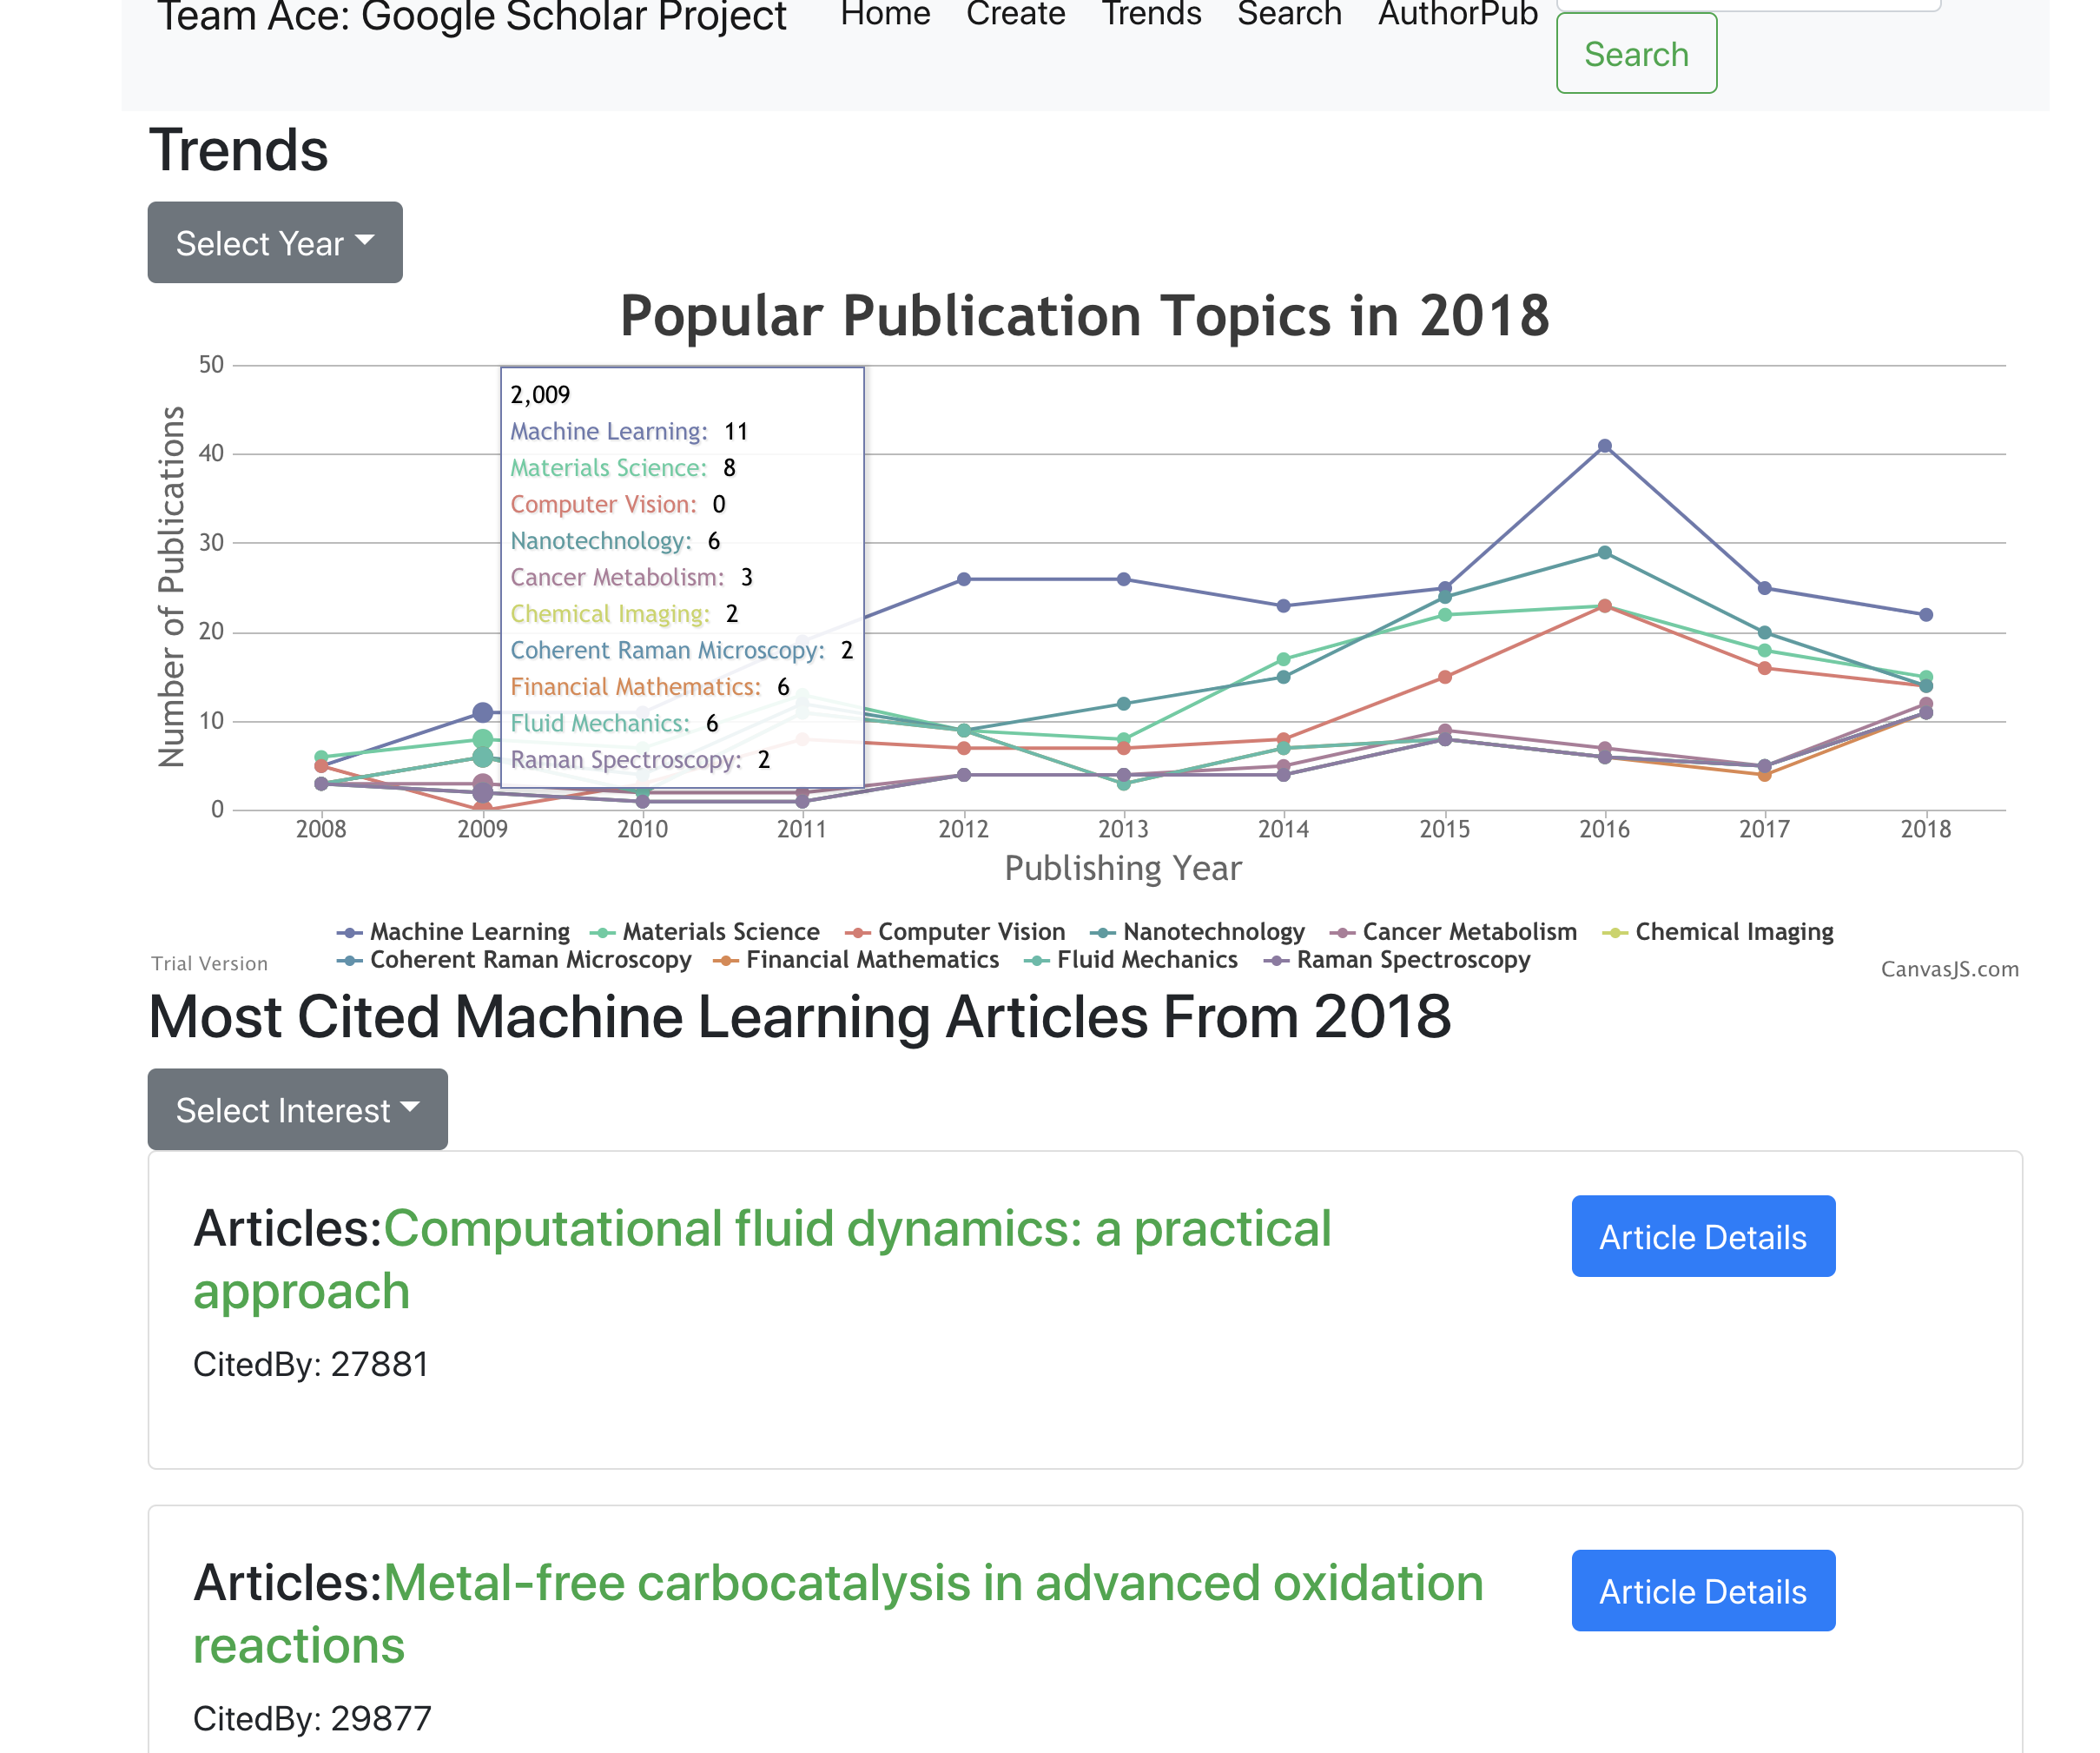 Team Ace: Google Scholar Project Home Create Trends Search AuthorPub
Search
Trends
Select Year
Popular Publication Topics in 2018
Number of Publications
50
40
30
20
10
0
2,009
Machine Learning: 11
Materials Science: 8
Computer Vision: 0
Nanotechnology: 6
Cancer Metabolism: 3
Chemical Imaging: 2
Coherent Raman Microscopy: 2
Financial Mathematics: 6
Fluid Mechanics: 6
Raman Spectroscopy: 2
2008 2009 2010 2011 2012 2013 2014 2015 2016 2017 2018
Publishing Year
Machine Learning Materials Science Computer Vision Nanotechnology Cancer Metabolism Chemical Imaging
Coherent Raman Microscopy Financial Mathematics Fluid Mechanics Raman Spectroscopy
Trial Version
CanvasJS.com
Most Cited Machine Learning Articles From 2018
Select Interest
Articles:Computational fluid dynamics: a practical
approach
Article Details
CitedBy: 27881
Articles:Metal-free carbocatalysis in advanced oxidation
reactions
Article Details
CitedBy: 29877